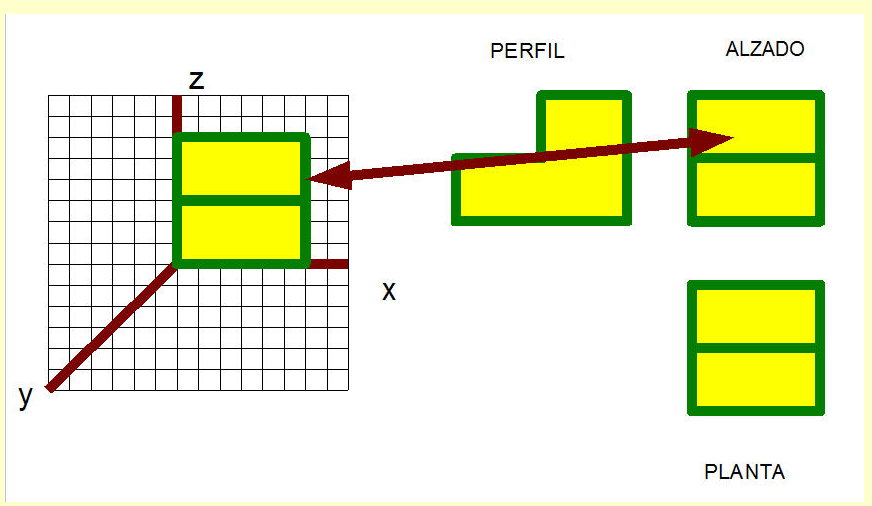 PERFIL
ALZADO
z
x
y
PLANTA